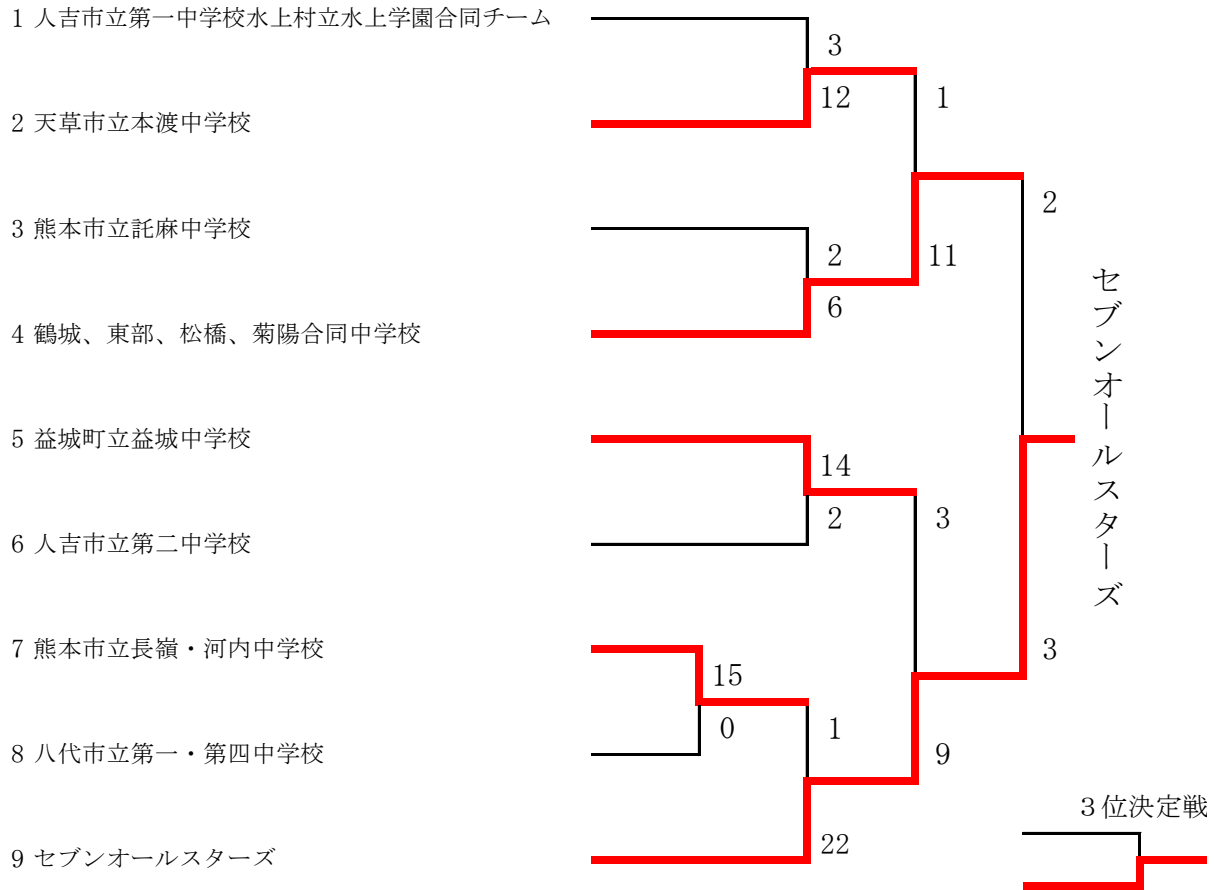 1 人吉市立第一中学校水上村立水上学園合同チーム
3
12
1
2 天草市立本渡中学校
2
3 熊本市立託麻中学校
2
11
6
4 鶴城、東部、松橋、菊陽合同中学校
セブンオールスターズ
5 益城町立益城中学校
14
2
3
6 人吉市立第二中学校
7 熊本市立長嶺・河内中学校
3
15
0
1
8 八代市立第一・第四中学校
9
3位決定戦
22
9 セブンオールスターズ